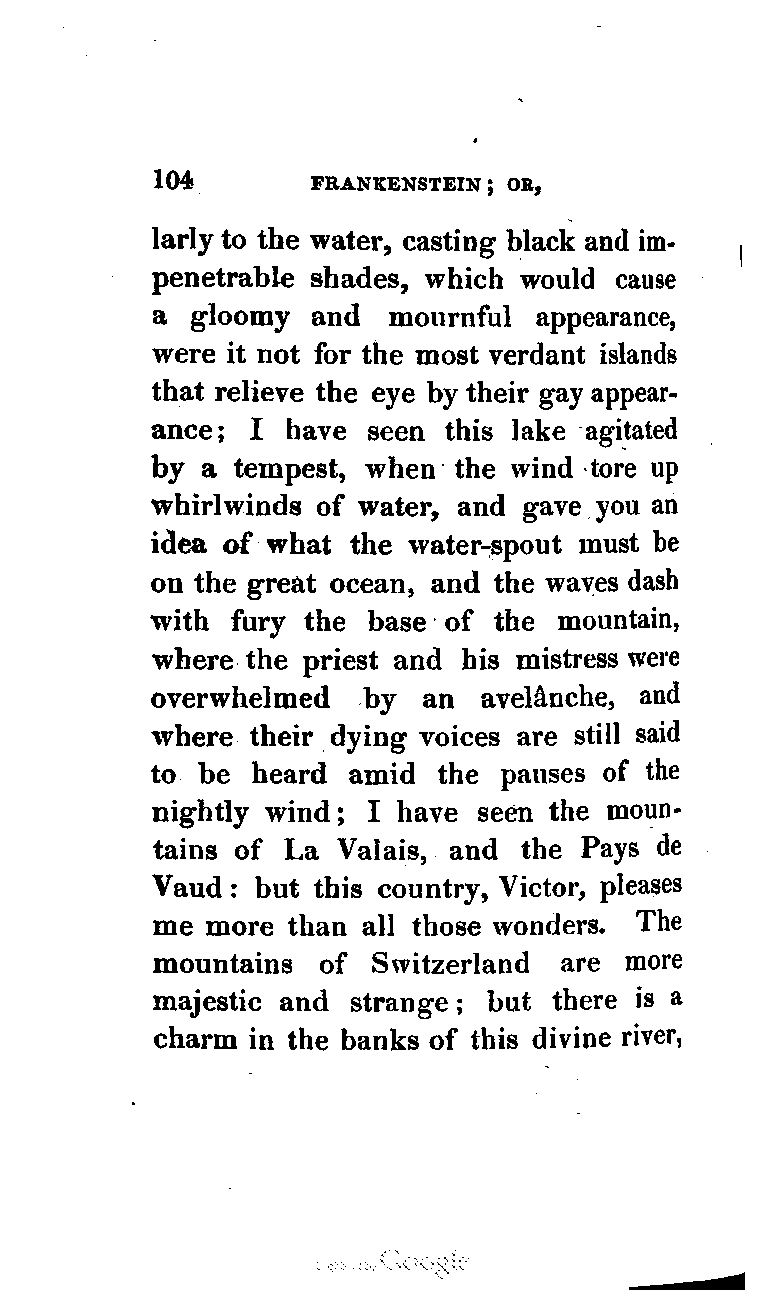 104 FRANKENSTEIN; OR,
larly to the water, casting black and im-
penetrable shades, which would cause
a gloomy and mournful appearance,
were it not for the most verdant islands
that relieve the eye by their gay appear-
ance; I have seen this lake agitated
by a tempest, when the wind tore up
whirlwinds of water, and gave you an
idea of what the water-spout must be
on the great ocean, and the waves dash
with fury the base of the mountain,
where the priest and his mistress were
overwhelmed by an avelânche, and
where their dying voices are still said
to be heard amid the pauses of the
nightly wind; I have seen the moun-
tains of La Valais, and the Pays de
Vaud: but this country, Victor, pleases
me more than all those wonders. The
mountains of Switzerland are more
majestic and strange; but there is a
charm in the banks of this divine river,
Google